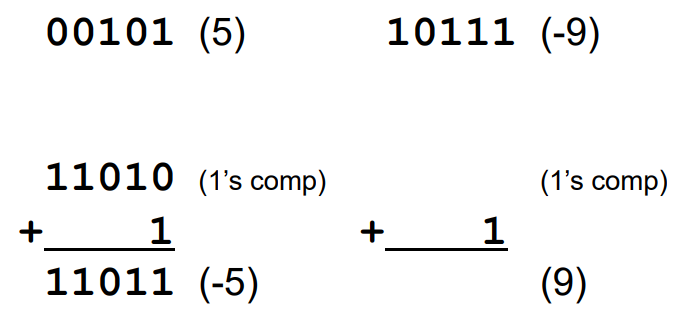 00101 (5) 10111 (-9)
11010 (1’s comp) (1’s comp)
+ 1 + 1
11011 (-5) (9)